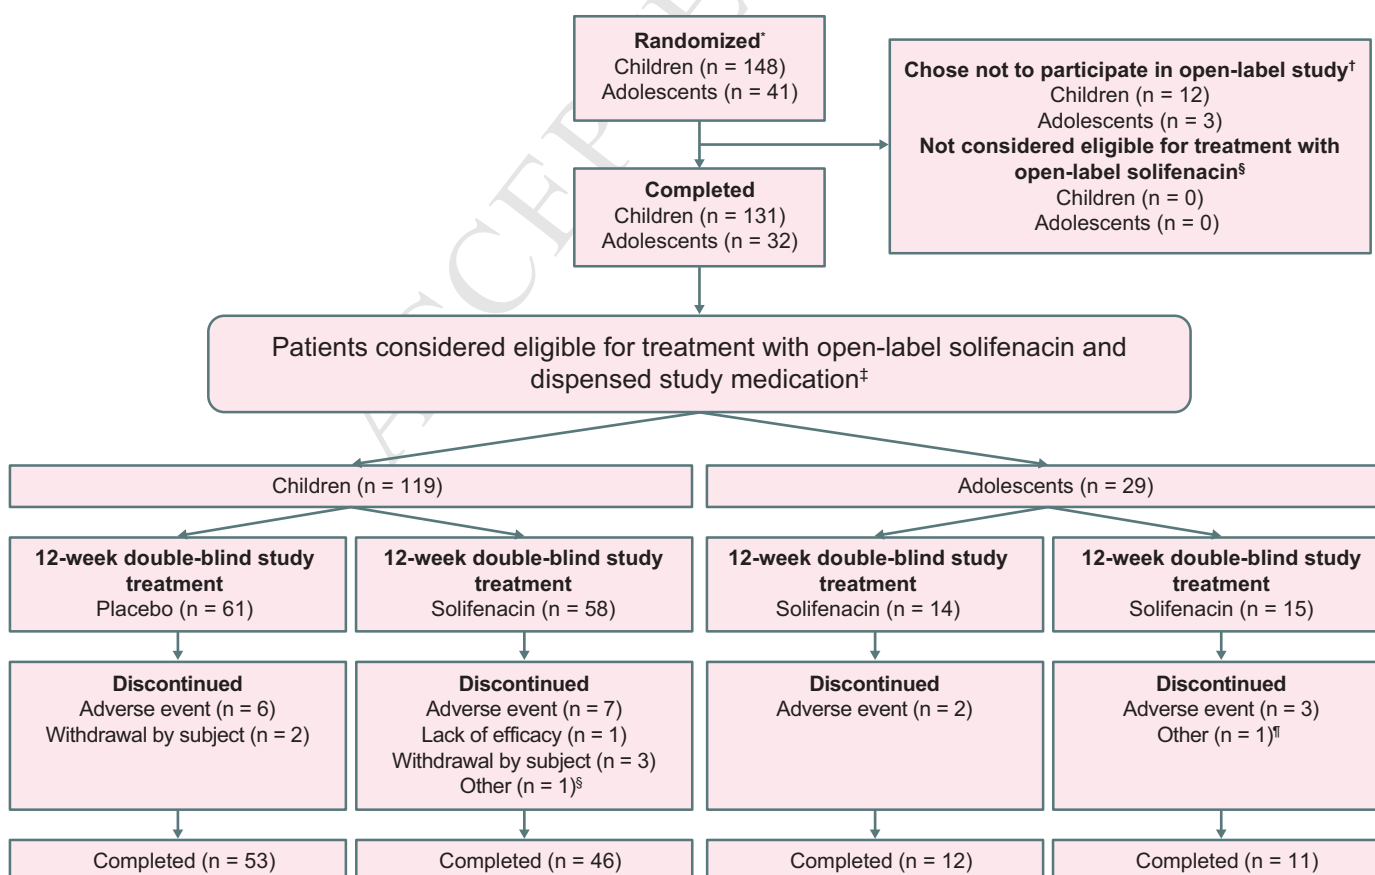 Randomized*
Children (n = 148)
Adolescents (n = 41)
Chose not to participate in open-label study†
Children (n = 12)
Adolescents (n = 3)
Not considered eligible for treatment with
open-label solifenacin§
Children (n = 0)
Adolescents (n = 0)
Completed
Children (n = 131)
Adolescents (n = 32)
Patients considered eligible for treatment with open-label solifenacin and
dispensed study medication‡
Children (n = 119)
Adolescents (n = 29)
12-week double-blind study
treatment
Placebo (n = 61)
12-week double-blind study
treatment
Solifenacin (n = 58)
12-week double-blind study
treatment
Solifenacin (n = 14)
12-week double-blind study
treatment
Solifenacin (n = 15)
Discontinued
Adverse event (n = 6)
Withdrawal by subject (n = 2)
Discontinued
Adverse event (n = 7)
Lack of efficacy (n = 1)
Withdrawal by subject (n = 3)
Other (n = 1)§
Discontinued
Adverse event (n = 2)
Discontinued
Adverse event (n = 3)
Other (n = 1)¶
Completed (n = 53)
Completed (n = 46)
Completed (n = 12)
Completed (n = 11)